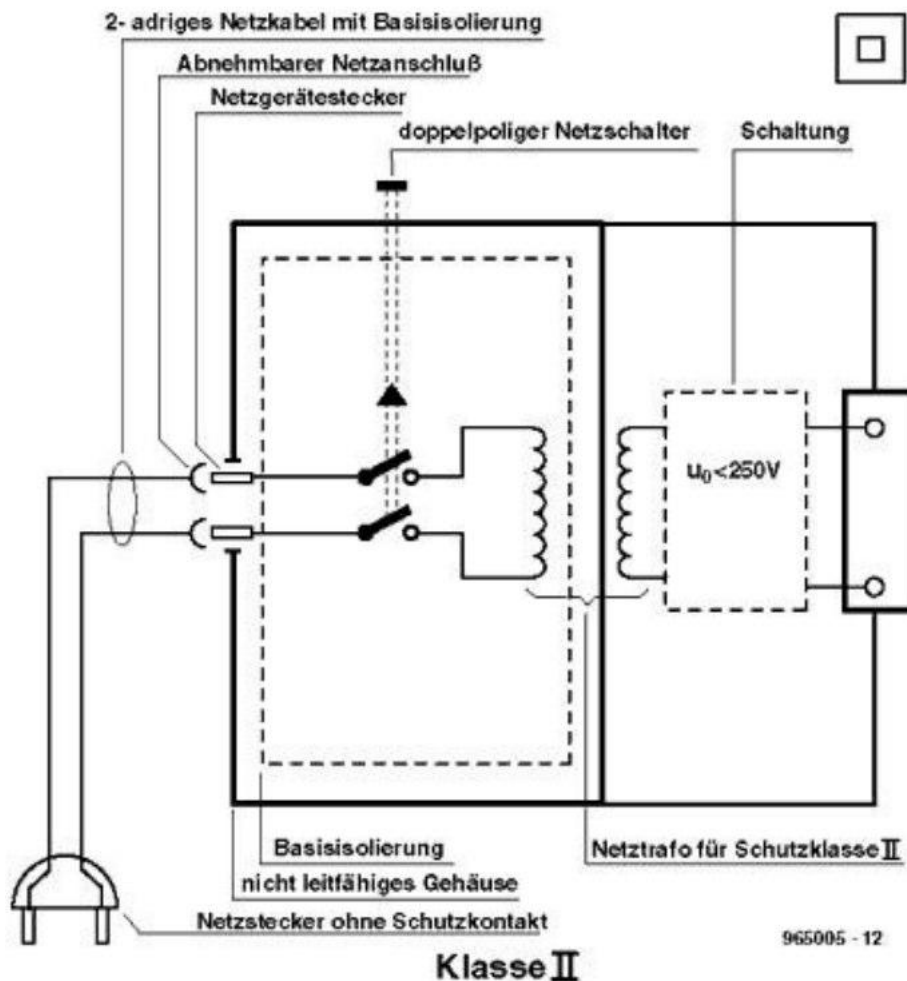 2- adriges Netzkabel mit Basisisolierung
Abnehmbarer Netzanschluß
Netzgerätestecker
doppelpoliger Netzschalter
Schaltung
u₀<250V
Basisisolierung
Netztrafo für Schutzklasse II
nicht leitfähiges Gehäuse
Netzstecker ohne Schutzkontakt
965005 - 12
Klasse II